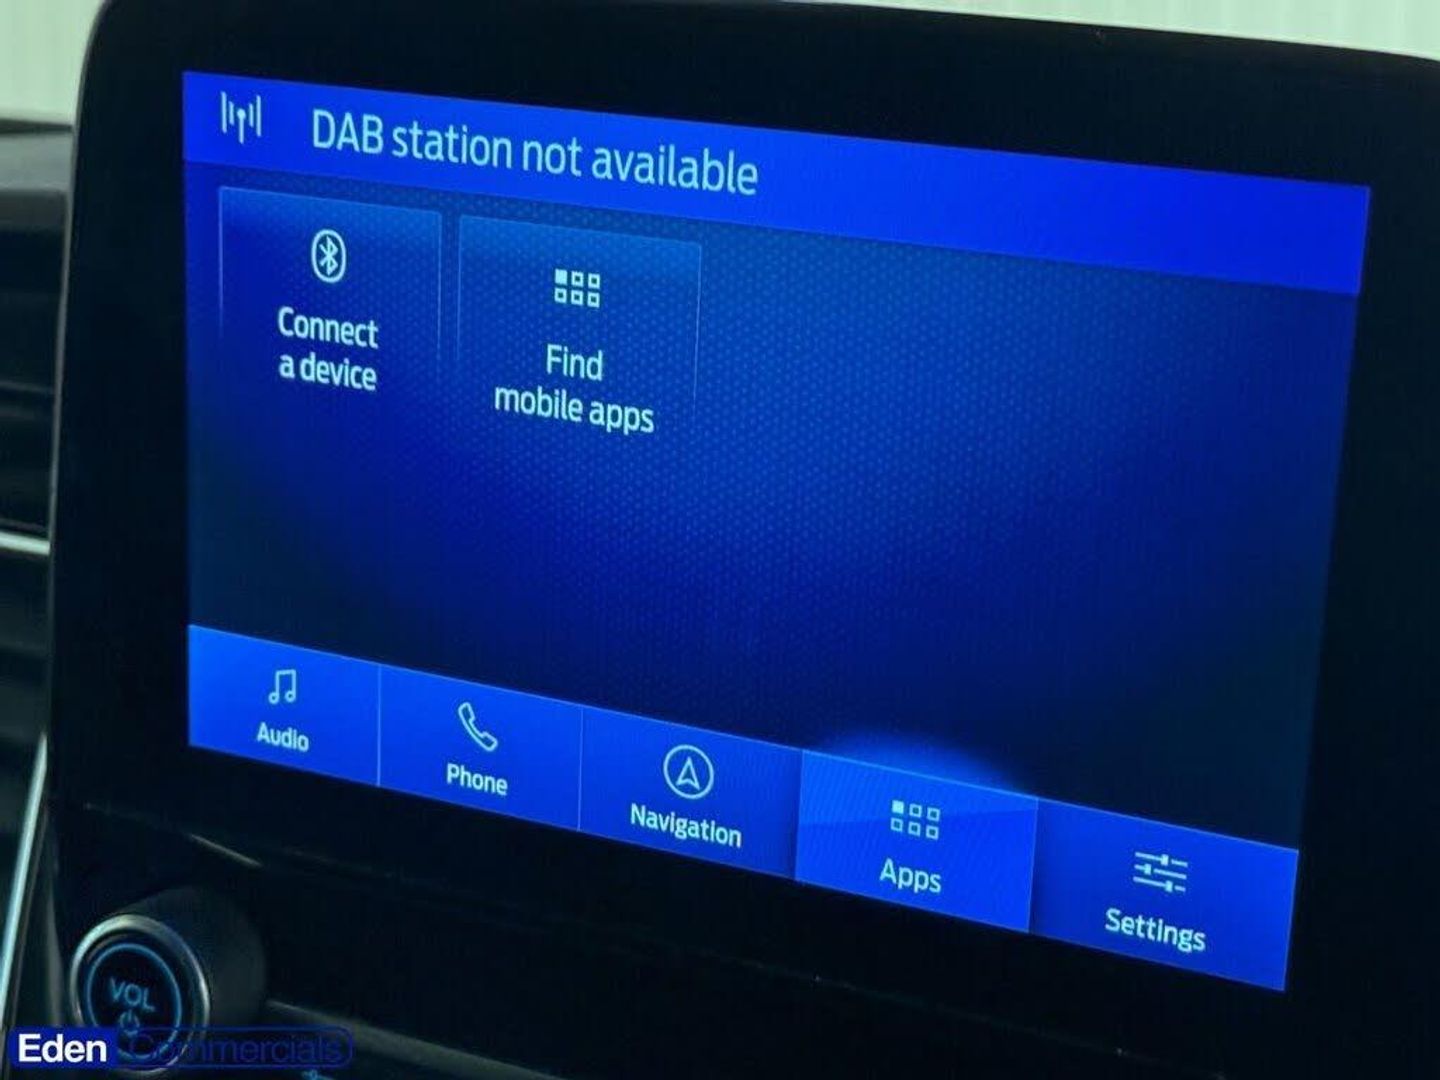 DAB station not available
Connect
a device
Find
mobile apps
Audio
Phone
Navigation
Apps
Settings
VOL
Eden Commercials